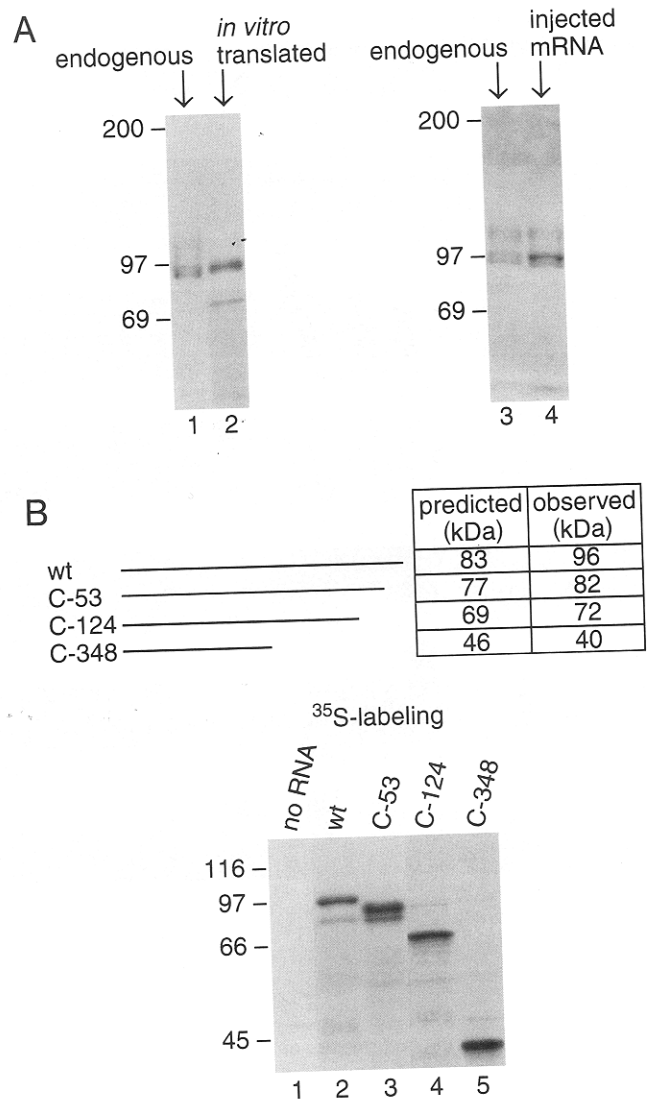 A
endogenous
in vitro
translated
200
97
69
1 2
endogenous
injected
mRNA
200
97
69
3 4
B
wt
C-53
C-124
C-348
predicted
(kDa)
observed
(kDa)
83 96
77 82
69 72
46 40
35S-labeling
no RNA
wt
C-53
C-124
C-348
116
97
66
45
1 2 3 4 5